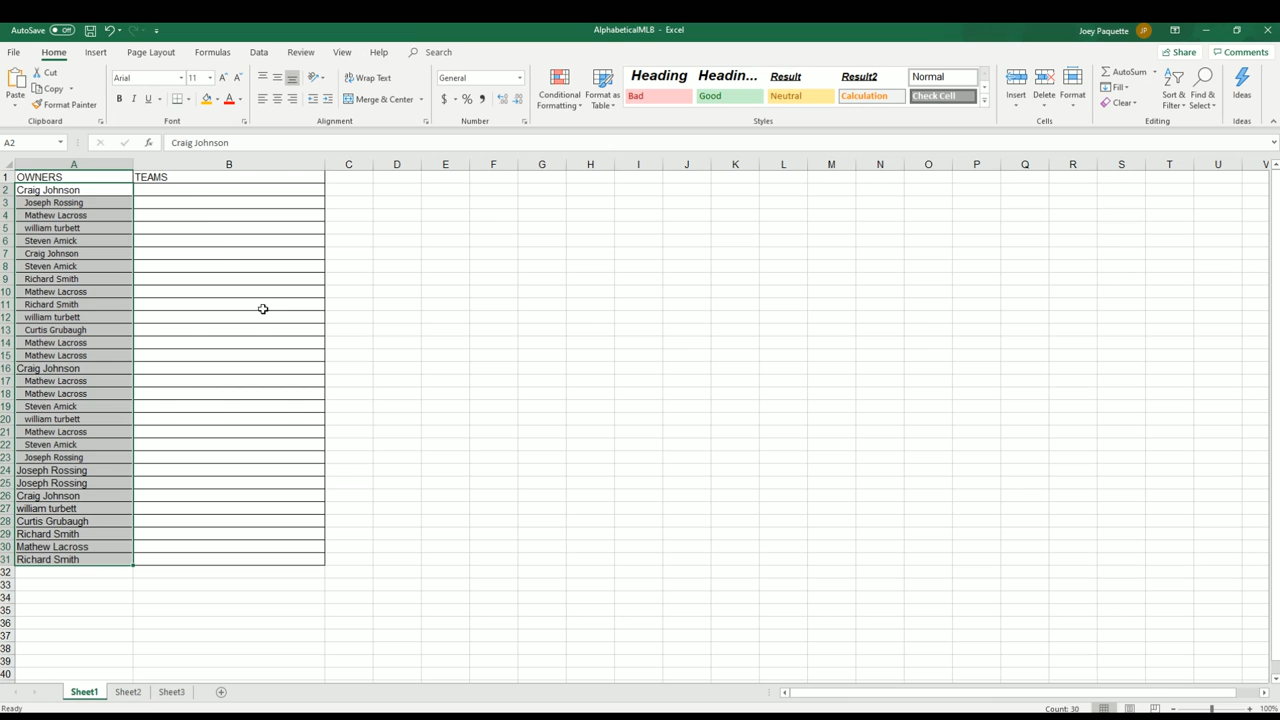 AutoSave Off AlphabeticalMLB - Excel Joey Paquette JP
File Home Insert Page Layout Formulas Data Review View Help Search Share Comments
Paste Cut Copy Format Painter Clipboard
Arial 11 A A B I U A Font
Wrap Text Merge & Center Alignment
General $ % , Number
Conditional Formatting Format as Table Styles
Heading Headin... Result Result2 Normal
Bad Good Neutral Calculation Check Cell
Insert Delete Format Cells
AutoSum Fill Clear Sort & Filter Find & Select Editing
Ideas Ideas
A2 fx Craig Johnson
A B C D E F G H I J K L M N O P Q R S T U V
1 OWNERS TEAMS
2 Craig Johnson
3 Joseph Rossing
4 Mathew Lacross
5 william turbett
6 Steven Amick
7 Craig Johnson
8 Steven Amick
9 Richard Smith
10 Mathew Lacross
11 Richard Smith
12 william turbett
13 Curtis Grubaugh
14 Mathew Lacross
15 Mathew Lacross
16 Craig Johnson
17 Mathew Lacross
18 Mathew Lacross
19 Steven Amick
20 william turbett
21 Mathew Lacross
22 Steven Amick
23 Joseph Rossing
24 Joseph Rossing
25 Joseph Rossing
26 Craig Johnson
27 william turbett
28 Curtis Grubaugh
29 Richard Smith
30 Mathew Lacross
31 Richard Smith
32
33
34
35
36
37
38
39
40
Sheet1 Sheet2 Sheet3
Ready Count: 30 100%